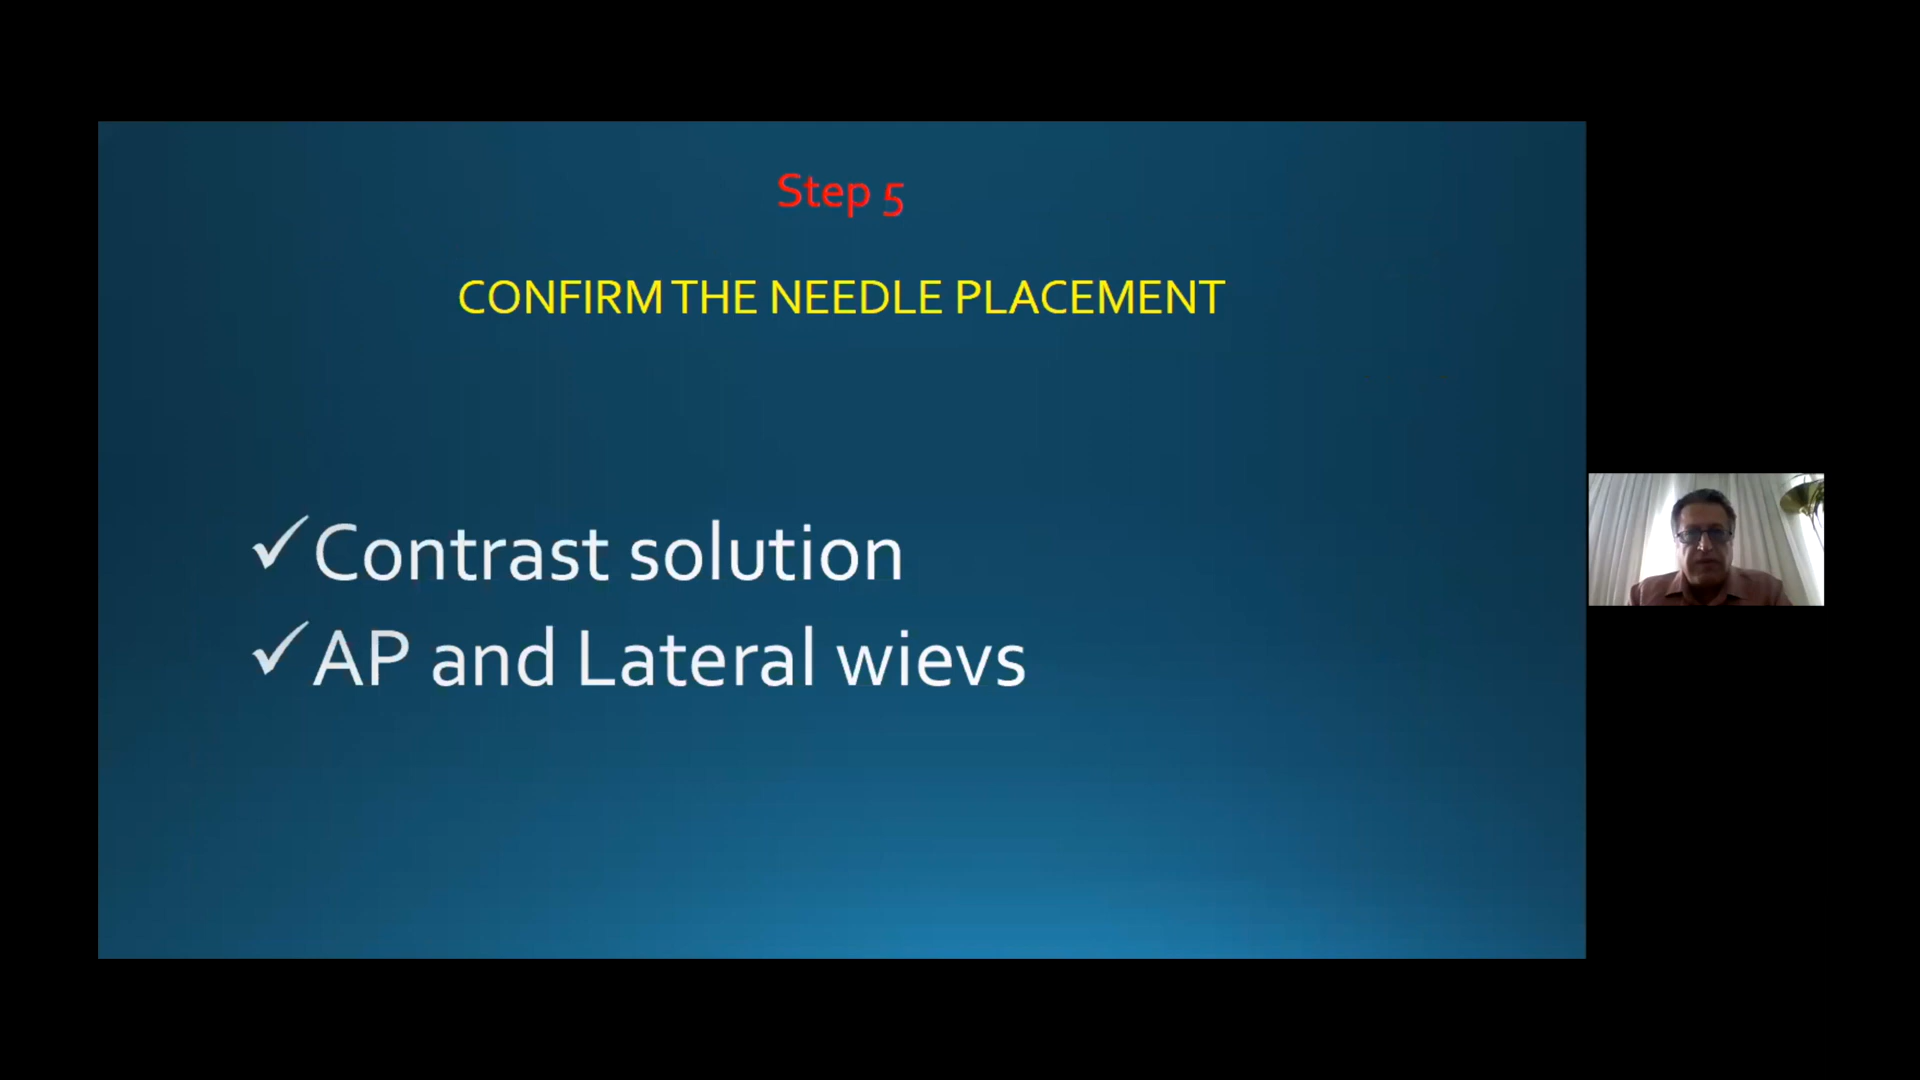 Step 5
CONFIRM THE NEEDLE PLACEMENT
✓Contrast solution
✓AP and Lateral wievs